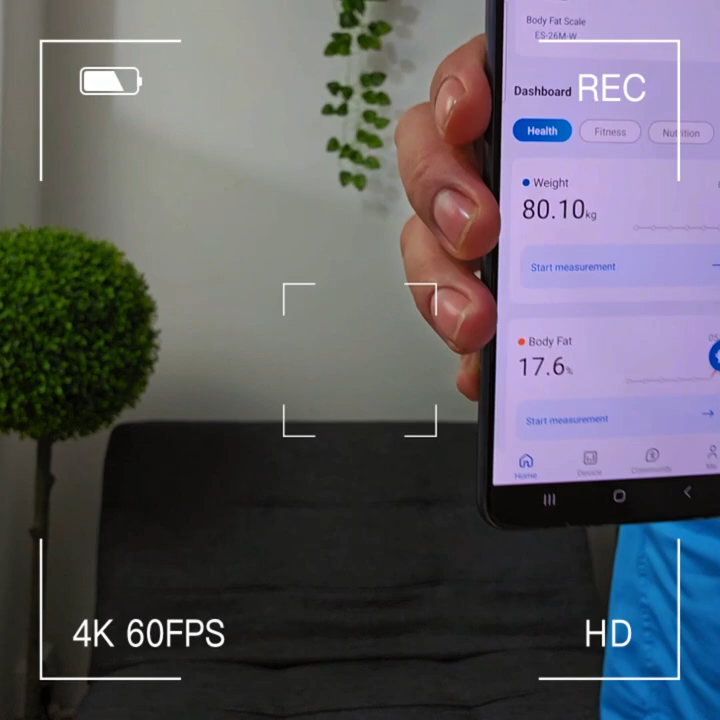 Body Fat Scale
ES-26M-W
Dashboard
REC
Health
Fitness
Nutrition
Weight
80.10kg
Start measurement
Body Fat
17.6%
Start measurement
Home
Device
Community
Me
4K 60FPS
HD